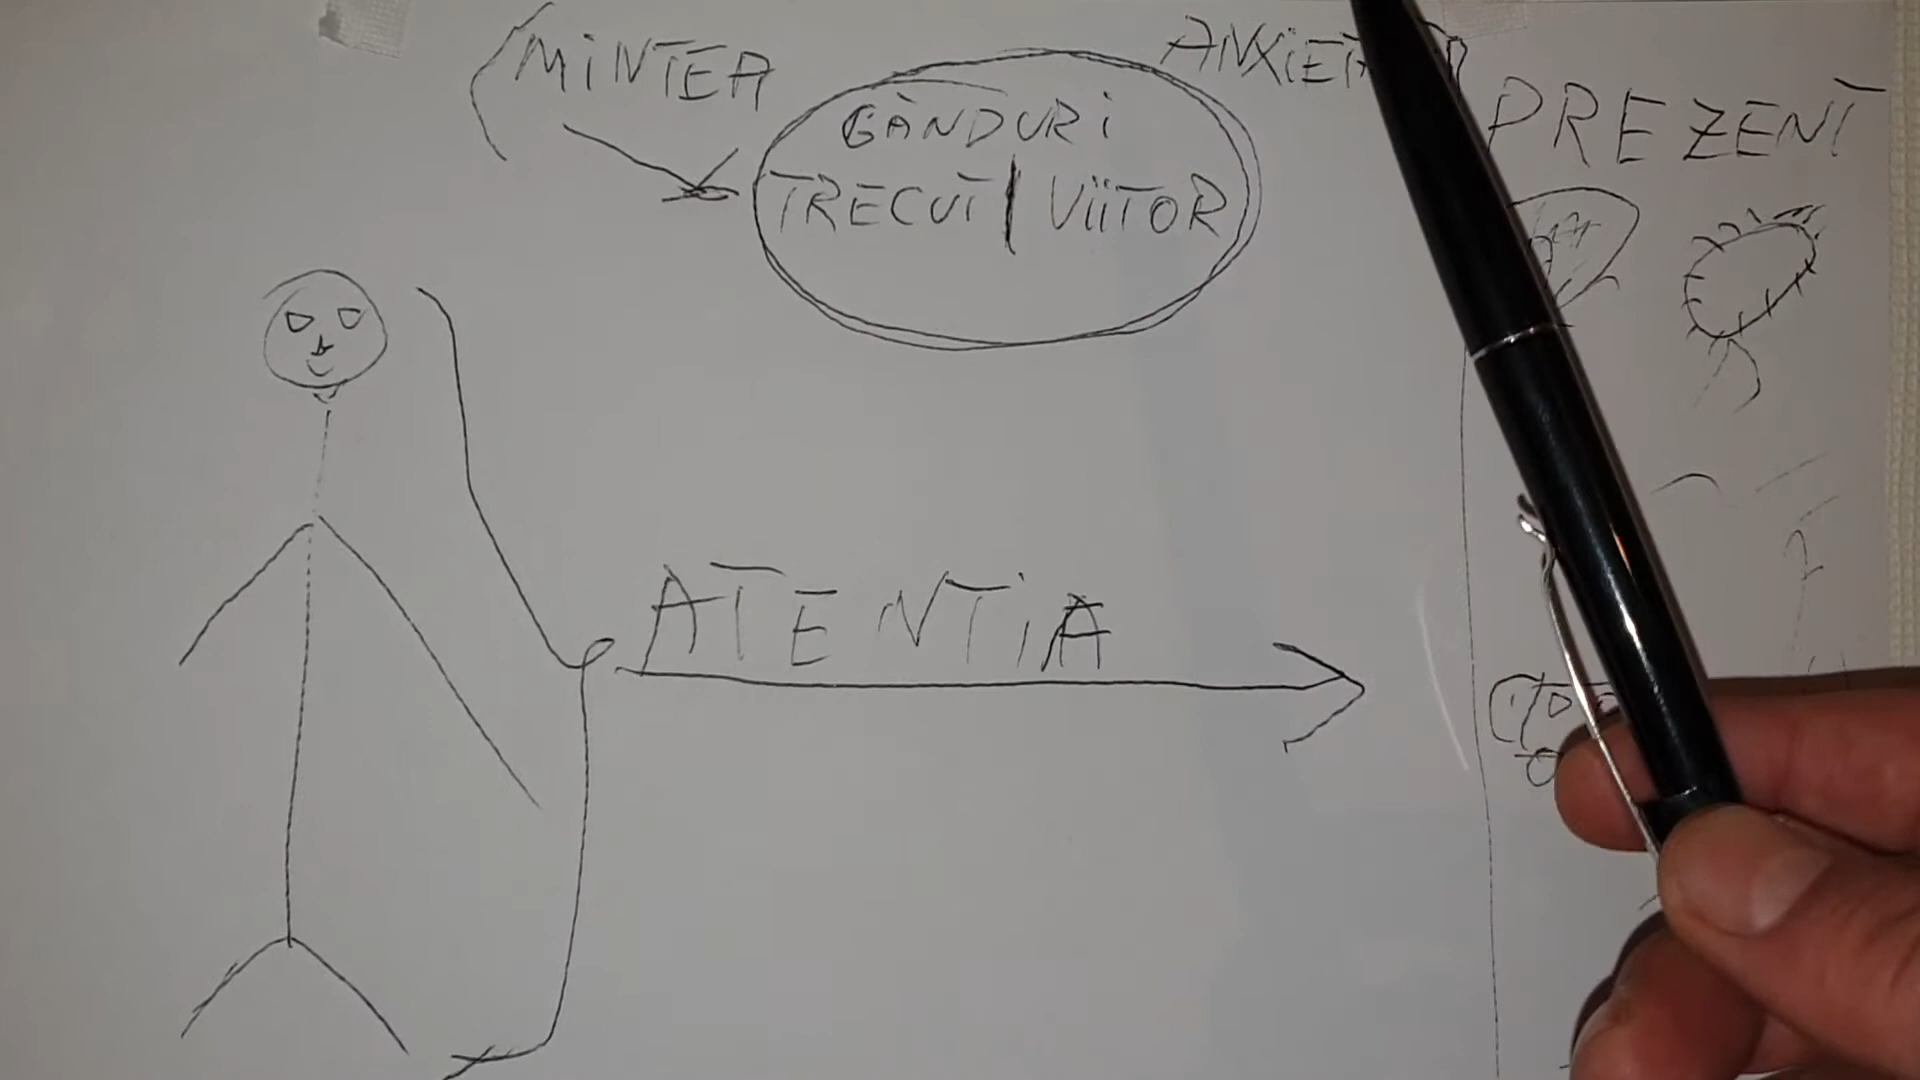 MiNTEA
GÂNDURi
TRECUT | ViiTOR
PREZENT
ATENTiA